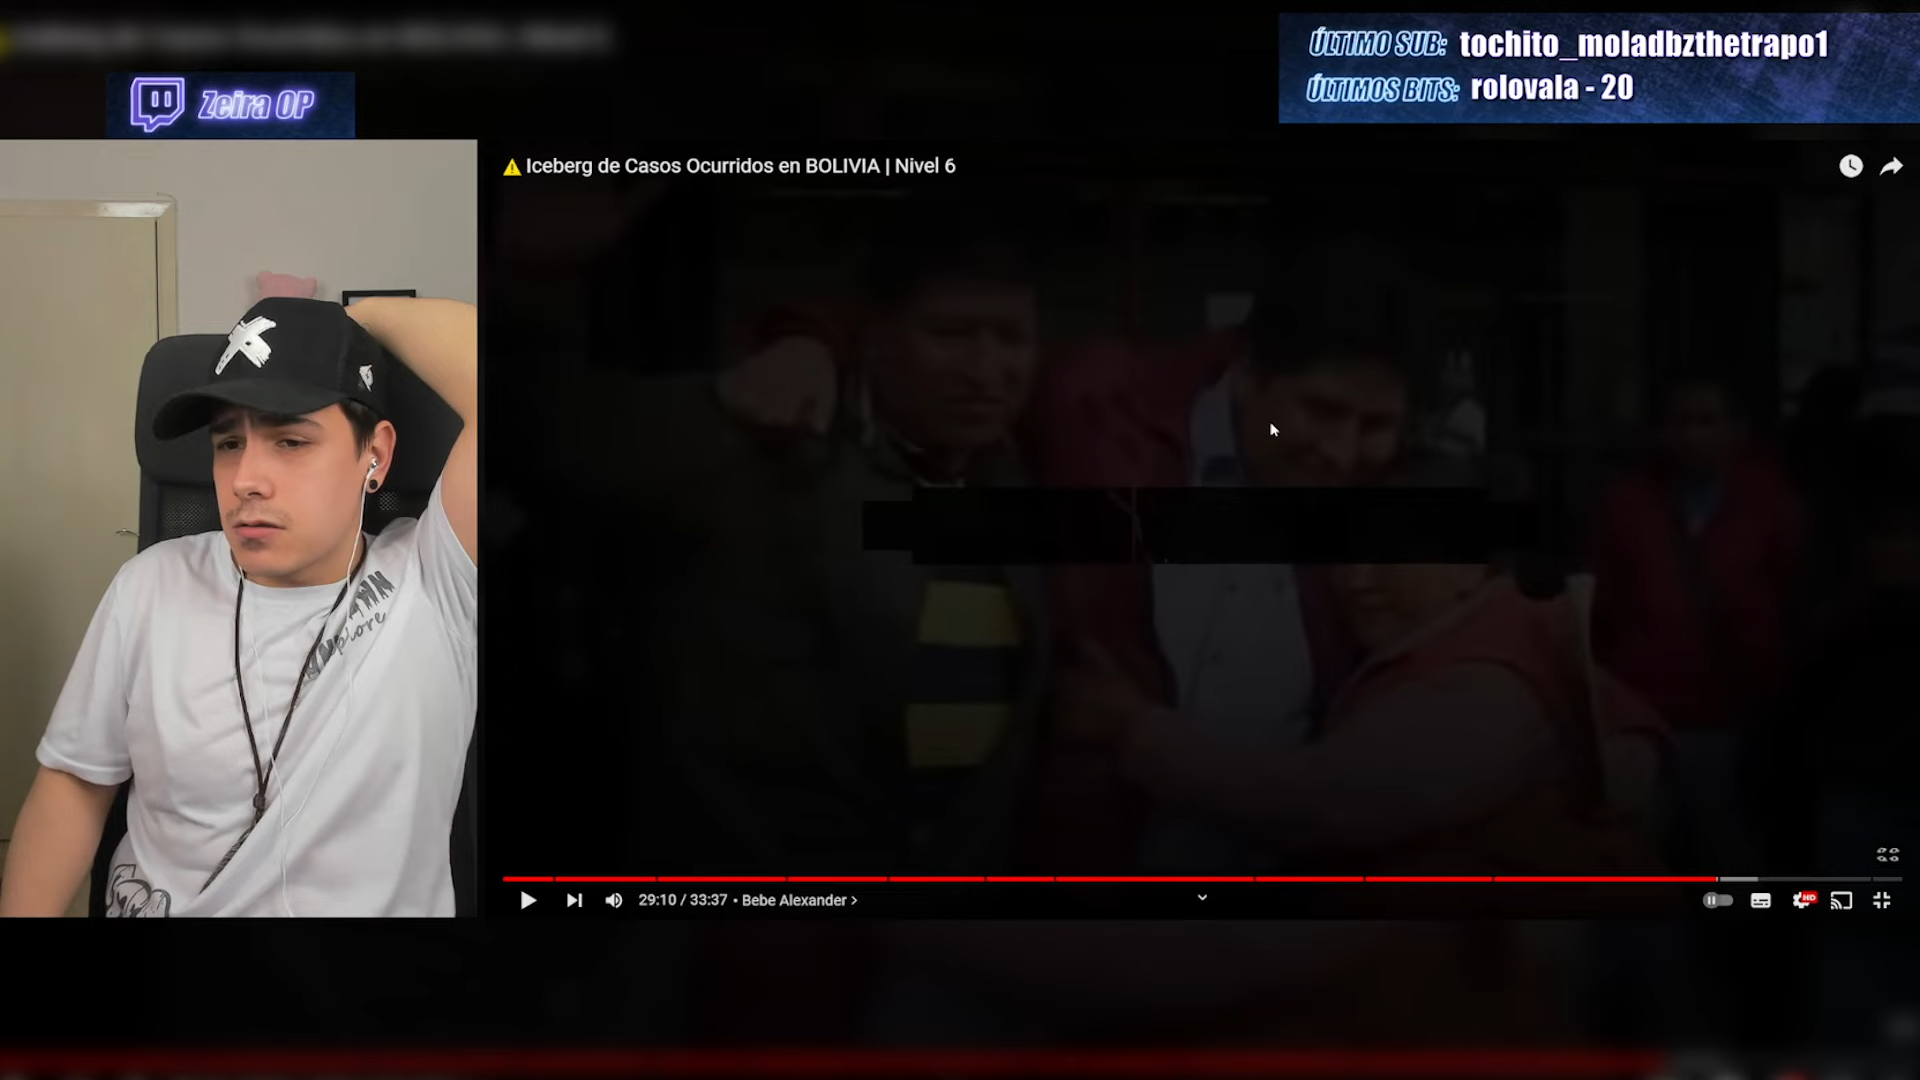 ÚLTIMO SUB: tochito_moladbzthetrapo1
ÚLTIMOS BITS: rolovala - 20
Zeira OP
Iceberg de Casos Ocurridos en BOLIVIA | Nivel 6
29:10 / 33:37 • Bebe Alexander >
HD